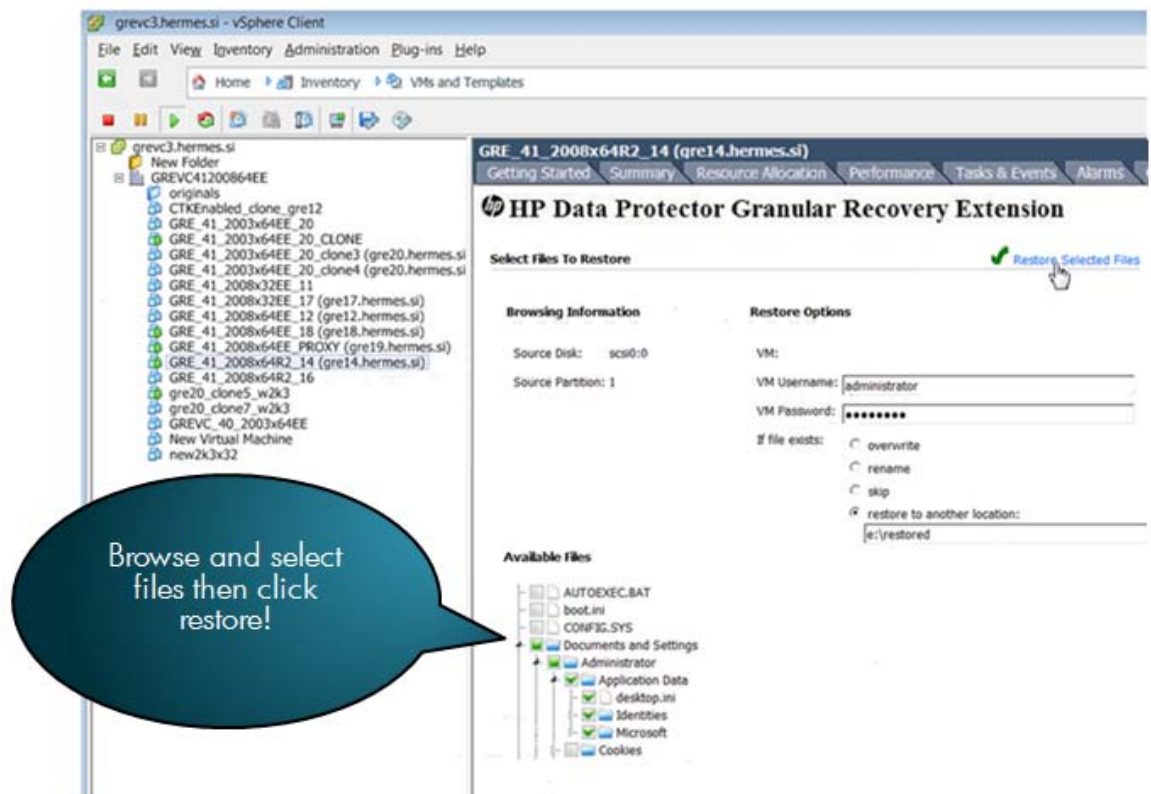 grevc3.hermes.si - vSphere Client
File Edit View Inventory Administration Plug-ins Help
Home Inventory VMs and Templates
grevc3.hermes.si
New Folder
GREVC41200864EE
originals
CTKEnabled_clone_gre12
GRE_41_2003x64EE_20
GRE_41_2003x64EE_20_CLONE
GRE_41_2003x64EE_20_clone3 (gre20.hermes.si
GRE_41_2003x64EE_20_clone4 (gre20.hermes.si
GRE_41_2008x32EE_11
GRE_41_2008x32EE_17 (gre17.hermes.si)
GRE_41_2008x64EE_12 (gre12.hermes.si)
GRE_41_2008x64EE_18 (gre18.hermes.si)
GRE_41_2008x64EE_PROXY (gre19.hermes.si)
GRE_41_2008x64R2_14 (gre14.hermes.si)
GRE_41_2008x64R2_16
gre20_clone5_w2k3
gre20_clone7_w2k3
GREVC_40_2003x64EE
New Virtual Machine
new2k3x32
GRE_41_2008x64R2_14 (gre14.hermes.si)
Getting Started Summary Resource Allocation Performance Tasks & Events Alarms
hp HP Data Protector Granular Recovery Extension
Select Files To Restore
Restore Selected Files
Browsing Information
Source Disk: scsi0:0
Source Partition: 1
Restore Options
VM:
VM Username: administrator
VM Password: ●●●●●●●●
If file exists: overwrite
rename
skip
restore to another location:
e:\restored
Available Files
AUTOEXEC.BAT
boot.ini
CONFIG.SYS
Documents and Settings
Administrator
Application Data
desktop.ini
Identities
Microsoft
Cookies
Browse and select
files then click
restore!